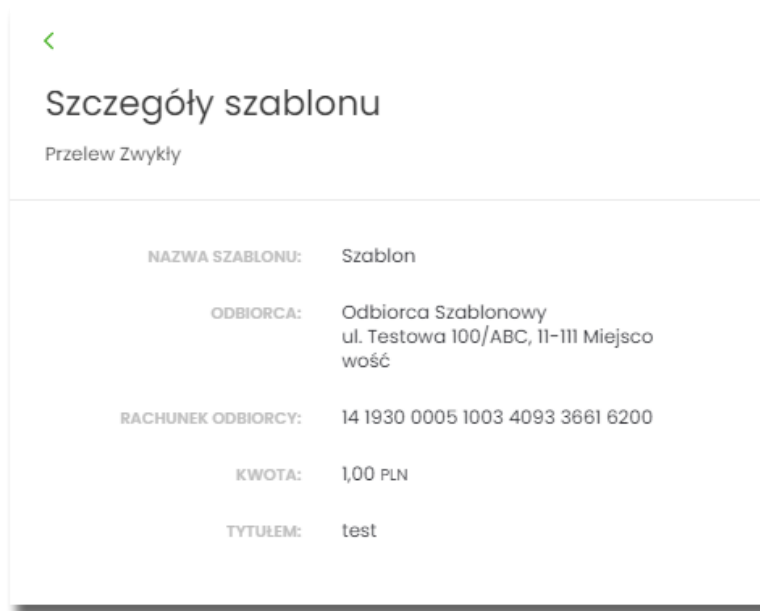 Szczegóły szablonu
Przelew Zwykły
NAZWA SZABLONU: Szablon
ODBIORCA: Odbiorca Szablonowy
ul. Testowa 100/ABC, 11-111 Miejsco
wość
RACHUNEK ODBIORCY: 14 1930 0005 1003 4093 3661 6200
KWOTA: 1,00 PLN
TYTUŁEM: test